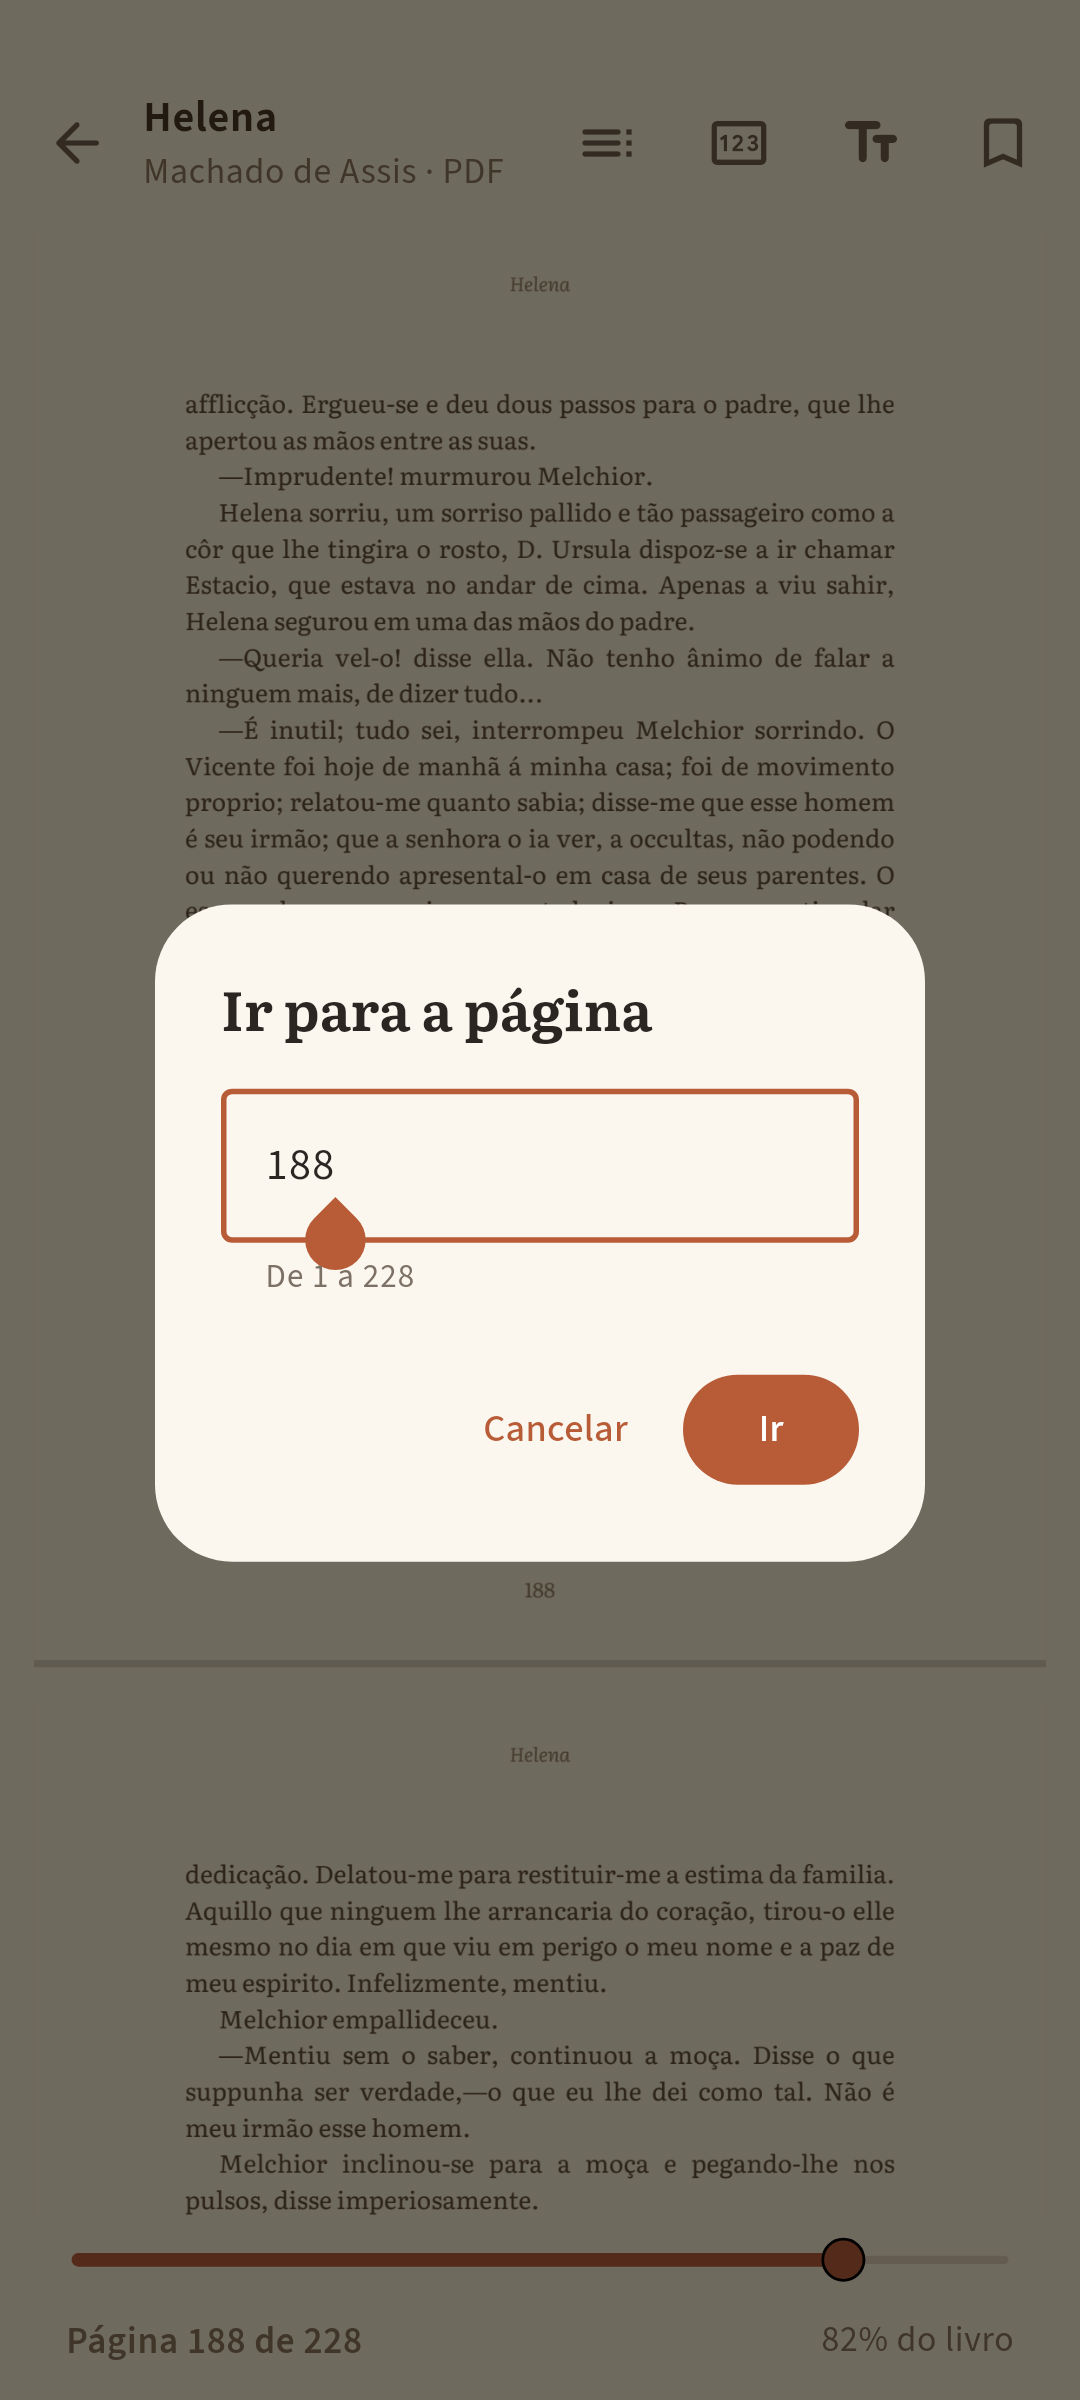 Helena
Machado de Assis · PDF
123
Helena
afflicção. Ergueu-se e deu dous passos para o padre, que lhe
apertou as mãos entre as suas.
—Imprudente! murmurou Melchior.
Helena sorriu, um sorriso pallido e tão passageiro como a
côr que lhe tingira o rosto, D. Ursula dispoz-se a ir chamar
Estacio, que estava no andar de cima. Apenas a viu sahir,
Helena segurou em uma das mãos do padre.
—Queria vel-o! disse ella. Não tenho ânimo de falar a
ninguem mais, de dizer tudo...
—É inutil; tudo sei, interrompeu Melchior sorrindo. O
Vicente foi hoje de manhã á minha casa; foi de movimento
proprio; relatou-me quanto sabia; disse-me que esse homem
é seu irmão; que a senhora o ia ver, a occultas, não podendo
ou não querendo apresental-o em casa de seus parentes. O
Ir para a página
188
De 1 a 228
Cancelar
Ir
188
Helena
dedicação. Delatou-me para restituir-me a estima da familia.
Aquillo que ninguem lhe arrancaria do coração, tirou-o elle
mesmo no dia em que viu em perigo o meu nome e a paz de
meu espirito. Infelizmente, mentiu.
Melchior empallideceu.
—Mentiu sem o saber, continuou a moça. Disse o que
suppunha ser verdade,—o que eu lhe dei como tal. Não é
meu irmão esse homem.
Melchior inclinou-se para a moça e pegando-lhe nos
pulsos, disse imperiosamente.
Página 188 de 228
82% do livro